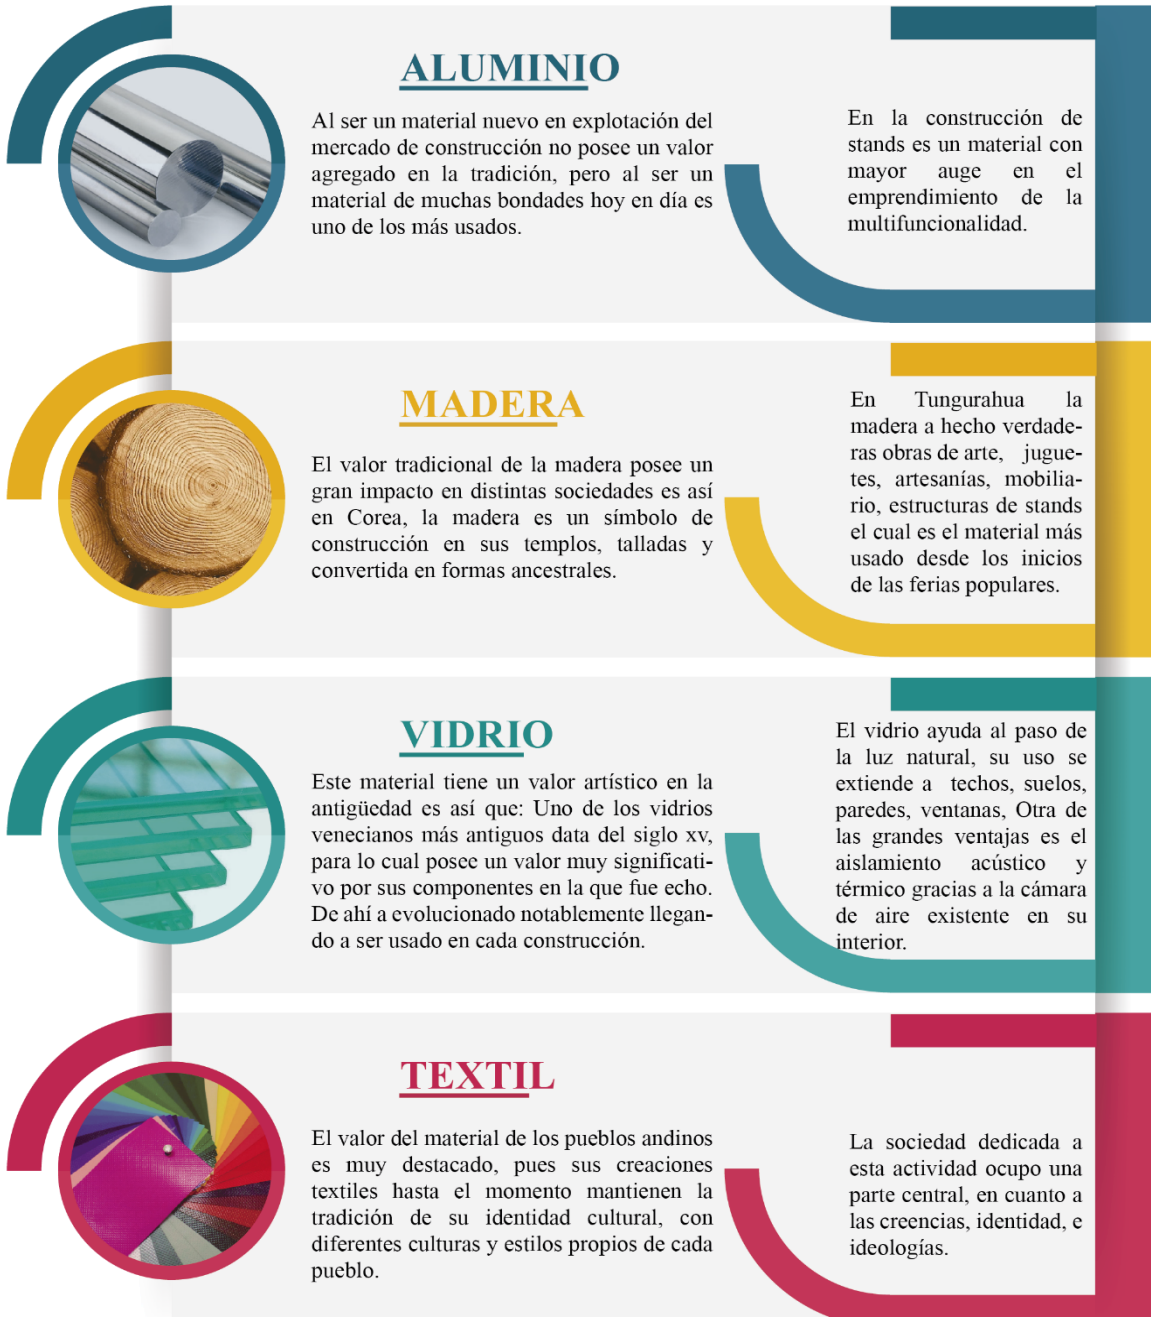 ALUMINIO
Al ser un material nuevo en explotación del
mercado de construcción no posee un valor
agregado en la tradición, pero al ser un
material de muchas bondades hoy en día es
uno de los más usados.
En la construcción de
stands es un material con
mayor auge en el
emprendimiento de la
multifuncionalidad.
MADERA
El valor tradicional de la madera posee un
gran impacto en distintas sociedades es así
en Corea, la madera es un símbolo de
construcción en sus templos, talladas y
convertida en formas ancestrales.
En Tungurahua la
madera a hecho verdade-
ras obras de arte, jugue-
tes, artesanías, mobilia-
rio, estructuras de stands
el cual es el material más
usado desde los inicios
de las ferias populares.
VIDRIO
Este material tiene un valor artístico en la
antigüedad es así que: Uno de los vidrios
venecianos más antiguos data del siglo xv,
para lo cual posee un valor muy significati-
vo por sus componentes en la que fue echo.
De ahí a evolucionado notablemente llegan-
do a ser usado en cada construcción.
El vidrio ayuda al paso de
la luz natural, su uso se
extiende a techos, suelos,
paredes, ventanas, Otra de
las grandes ventajas es el
aislamiento acústico y
térmico gracias a la cámara
de aire existente en su
interior.
TEXTIL
El valor del material de los pueblos andinos
es muy destacado, pues sus creaciones
textiles hasta el momento mantienen la
tradición de su identidad cultural, con
diferentes culturas y estilos propios de cada
pueblo.
La sociedad dedicada a
esta actividad ocupo una
parte central, en cuanto a
las creencias, identidad, e
ideologías.